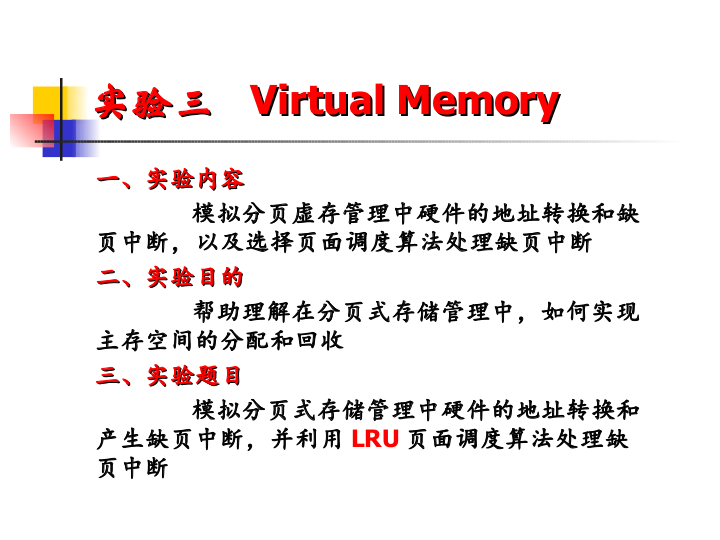 实验三 Virtual Memory
一、实验内容
模拟分页虚存管理中硬件的地址转换和缺
页中断，以及选择页面调度算法处理缺页中断
二、实验目的
帮助理解在分页式存储管理中，如何实现
主存空间的分配和回收
三、实验题目
模拟分页式存储管理中硬件的地址转换和
产生缺页中断，并利用 LRU 页面调度算法处理缺
页中断